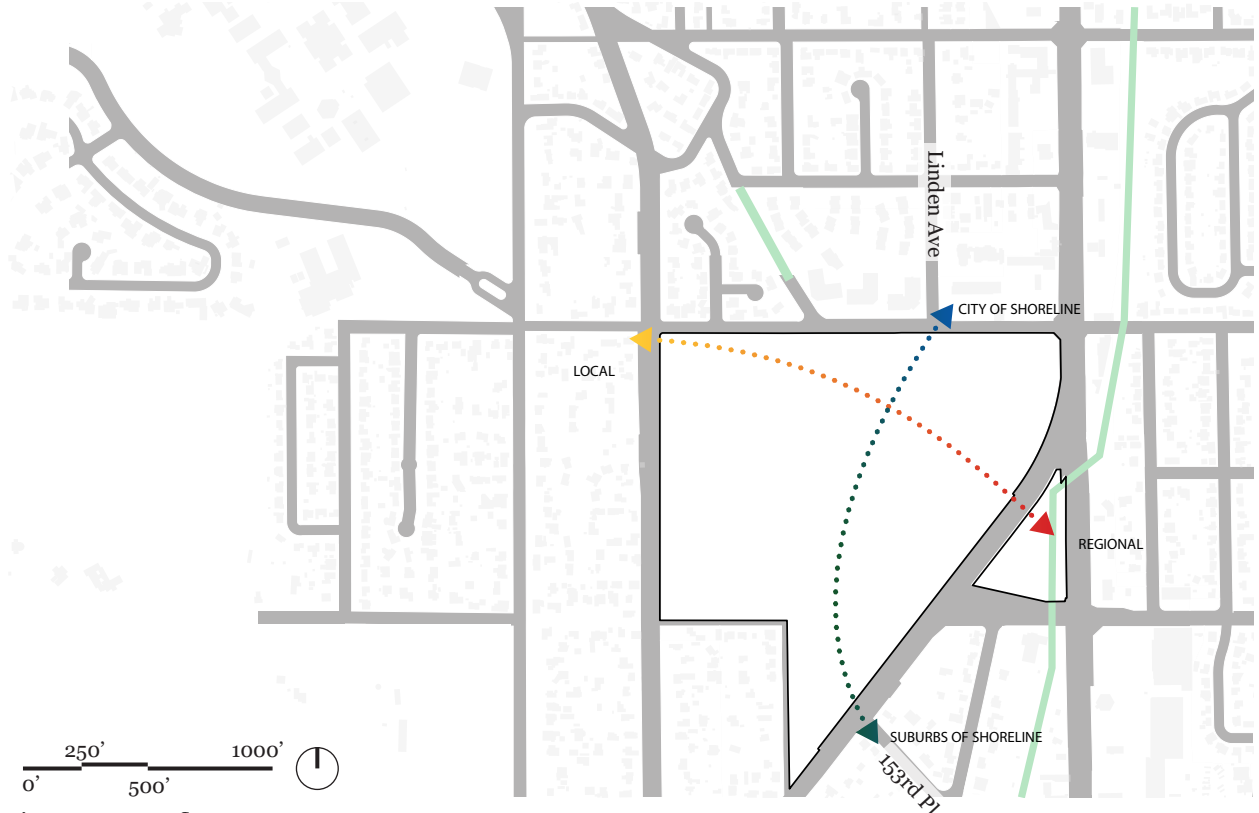 Linden Ave
CITY OF SHORELINE
LOCAL
REGIONAL
SUBURBS OF SHORELINE
153rd Pl
250' 1000'
0' 500'